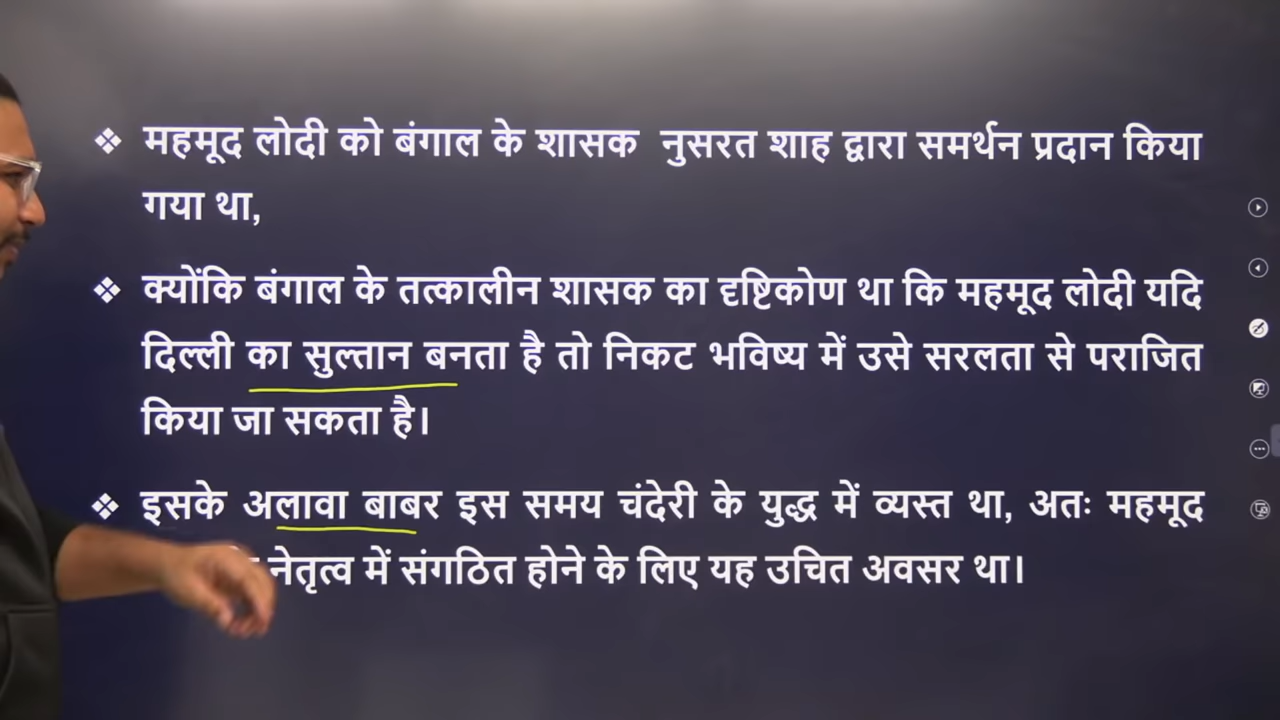 ❖ महमूद लोदी को बंगाल के शासक नुसरत शाह द्वारा समर्थन प्रदान किया
गया था,
❖ क्योंकि बंगाल के तत्कालीन शासक का दृष्टिकोण था कि महमूद लोदी यदि
दिल्ली का सुल्तान बनता है तो निकट भविष्य में उसे सरलता से पराजित
किया जा सकता है।
❖ इसके अलावा बाबर इस समय चंदेरी के युद्ध में व्यस्त था, अतः महमूद
नेतृत्व में संगठित होने के लिए यह उचित अवसर था।